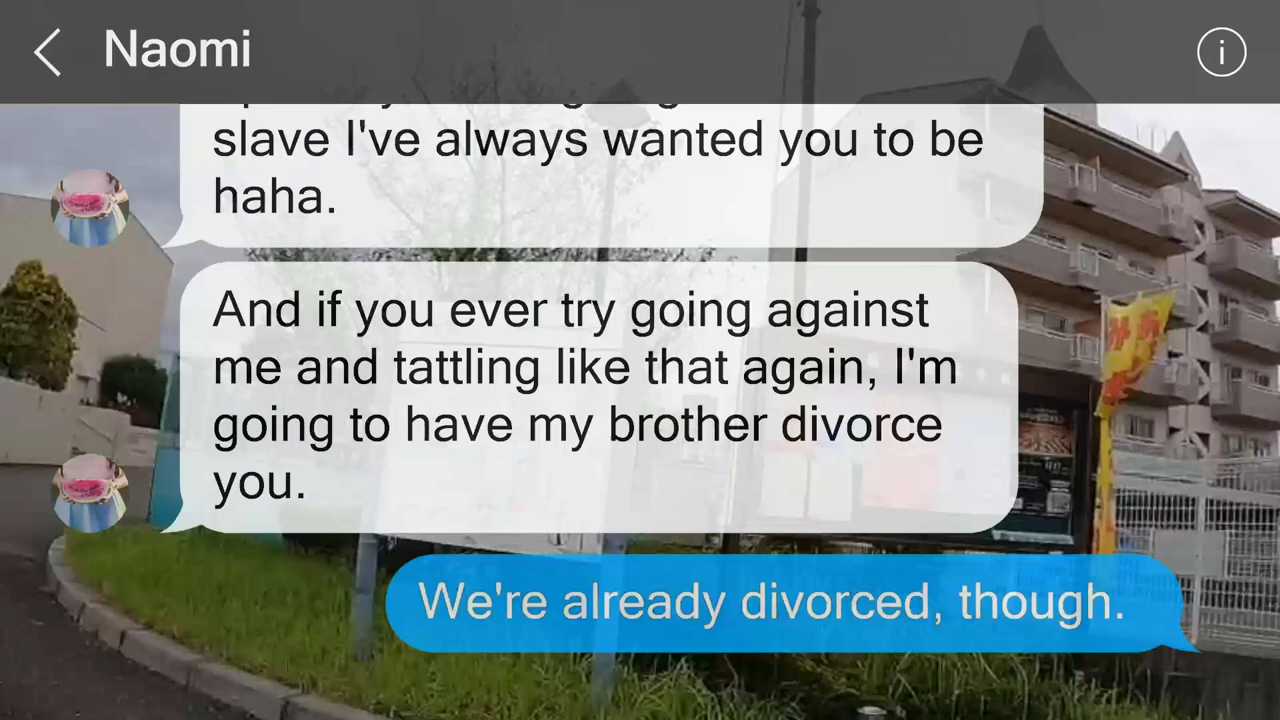 Naomi
slave I've always wanted you to be
haha.
And if you ever try going against
me and tattling like that again, I'm
going to have my brother divorce
you.
We're already divorced, though.